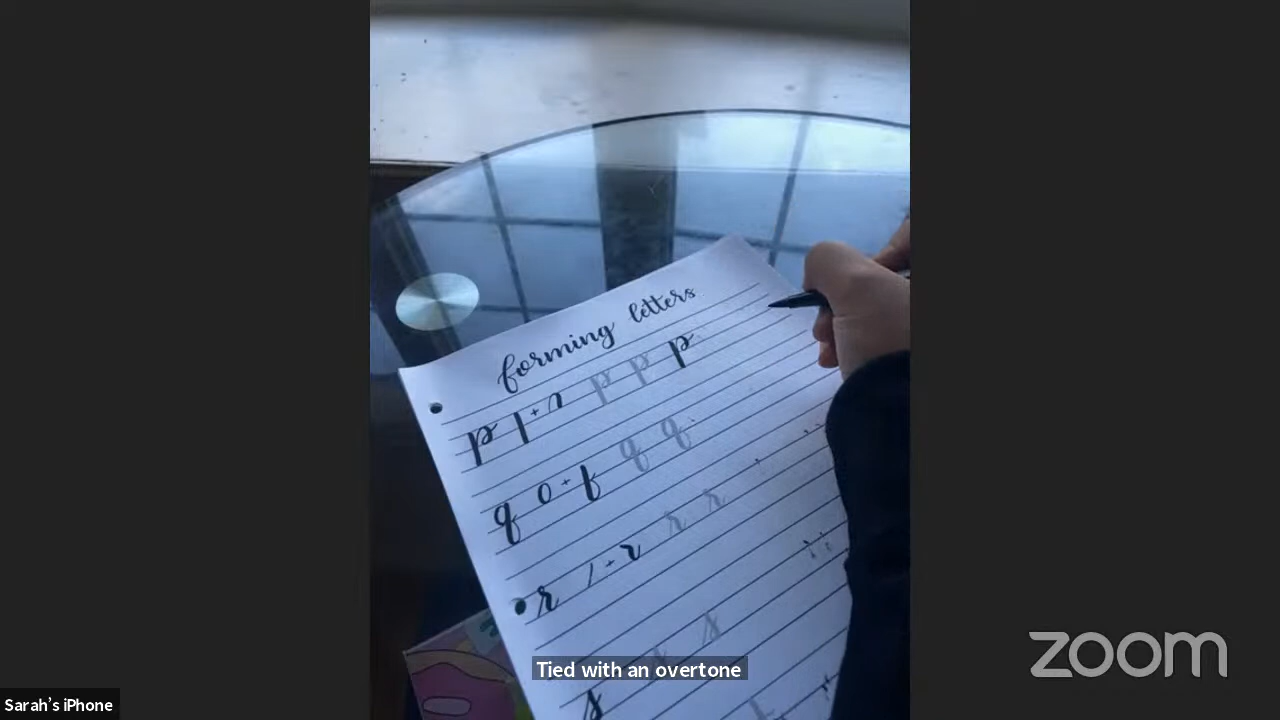 forming letters
p l + r p p p
q o + f q q
r / + r r r
s
s
Tied with an overtone
Sarah's iPhone
zoom